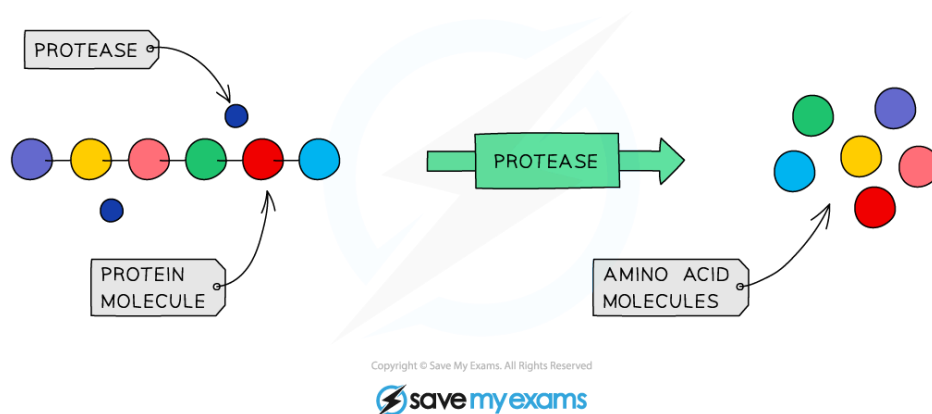 PROTEASE
PROTEASE
PROTEIN
MOLECULE
AMINO ACID
MOLECULES
Copyright © Save My Exams. All Rights Reserved
save my exams